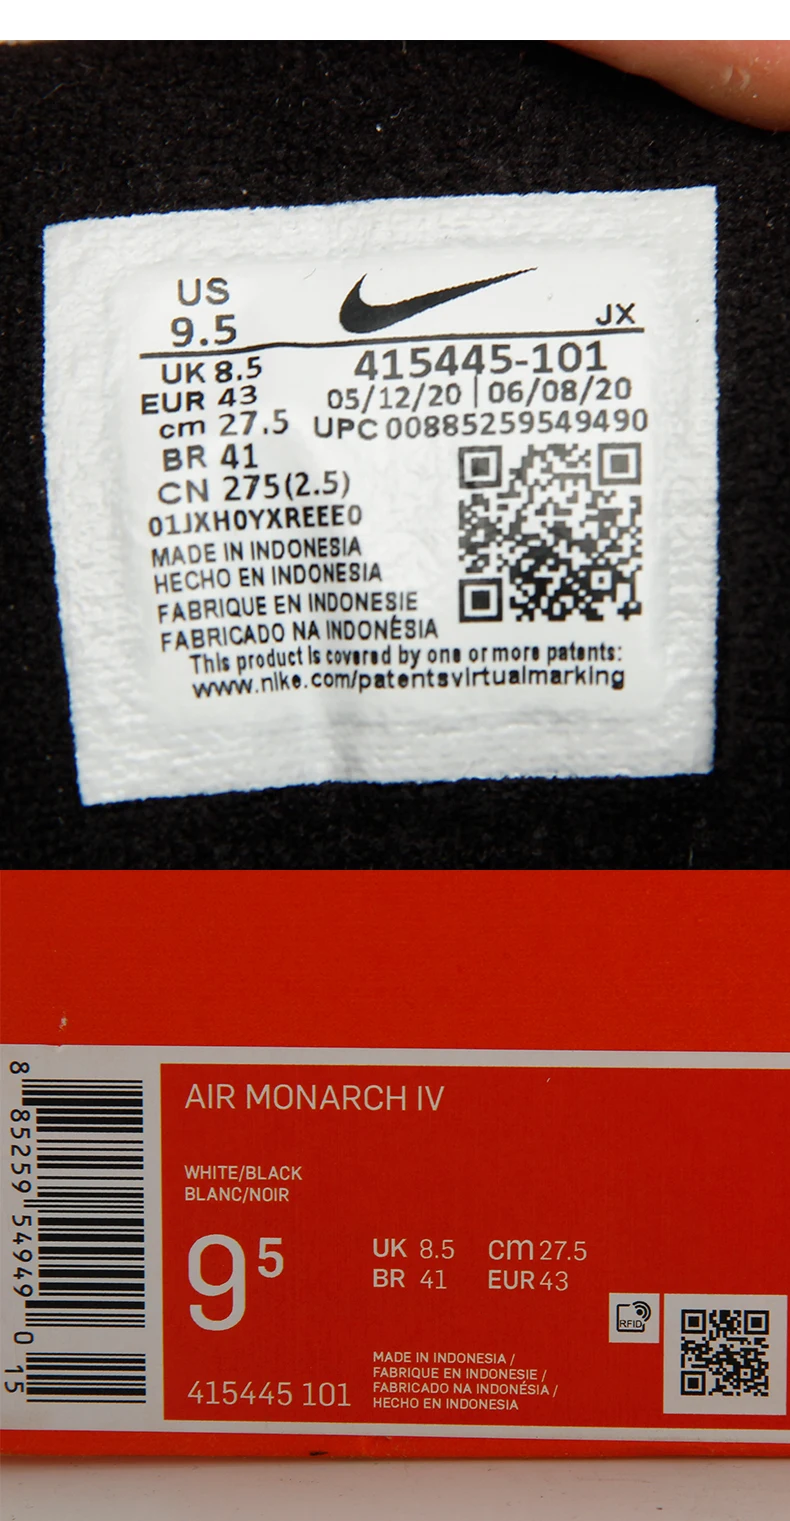 US
9.5
JX
UK 8.5
415445-101
EUR 43
05/12/20 | 06/08/20
cm 27.5
UPC 00885259549490
BR 41
CN 275(2.5)
01JXH0YXREEE0
MADE IN INDONESIA
HECHO EN INDONESIA
FABRIQUE EN INDONESIE
FABRICADO NA INDONÉSIA
This product is covered by one or more patents:
www.nike.com/patentsvirtualmarking
8 85259 54949 0 15
AIR MONARCH IV
WHITE/BLACK
BLANC/NOIR
9 5
UK 8.5 cm 27.5
BR 41 EUR 43
RFID
415445 101
MADE IN INDONESIA /
FABRIQUE EN INDONESIE /
FABRICADO NA INDONÉSIA /
HECHO EN INDONESIA